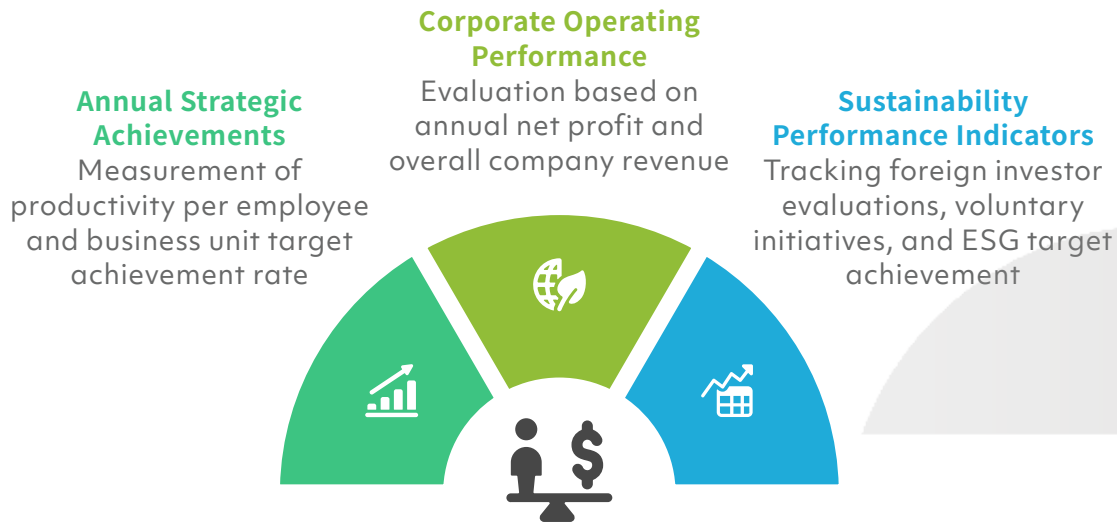 Annual Strategic
Achievements
Measurement of
productivity per employee
and business unit target
achievement rate
Corporate Operating
Performance
Evaluation based on
annual net profit and
overall company revenue
Sustainability
Performance Indicators
Tracking foreign investor
evaluations, voluntary
initiatives, and ESG target
achievement
$